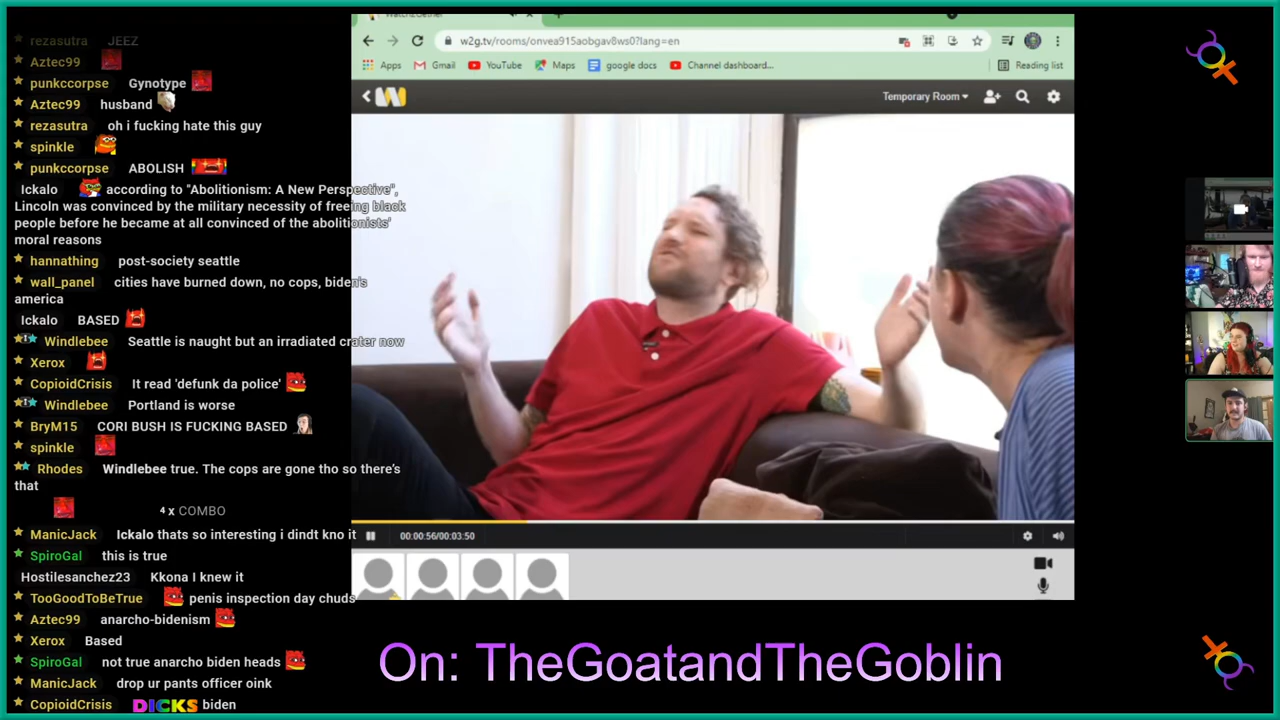 rezasutra JEEZ
Aztec99
punkccorpse Gynotype
Aztec99 husband
rezasutra oh i fucking hate this guy
spinkle
punkccorpse ABOLISH
Ickalo according to "Abolitionism: A New Perspective",
Lincoln was convinced by the military necessity of freeing black
people before he became at all convinced of the abolitionists'
moral reasons
hannathing post-society seattle
wall_panel cities have burned down, no cops, biden's
america
Ickalo BASED
Windlebee Seattle is naught but an irradiated crater now
Xerox
CopioidCrisis It read 'defunk da police'
Windlebee Portland is worse
BryM15 CORI BUSH IS FUCKING BASED
spinkle
Rhodes Windlebee true. The cops are gone tho so there's
that
4 x COMBO
ManicJack Ickalo thats so interesting i dindt kno it
SpiroGal this is true
Hostilesanchez23 Kkona I knew it
TooGoodToBeTrue penis inspection day chuds
Aztec99 anarcho-bidenism
Xerox Based
SpiroGal not true anarcho biden heads
ManicJack drop ur pants officer oink
CopioidCrisis DICKS biden
w2g.tv/rooms/onvea915aobgav8ws0?lang=en
Apps Gmail YouTube Maps google docs Channel dashboard... Reading list
Temporary Room
00:00:56/00:03:50
On: TheGoatandTheGoblin